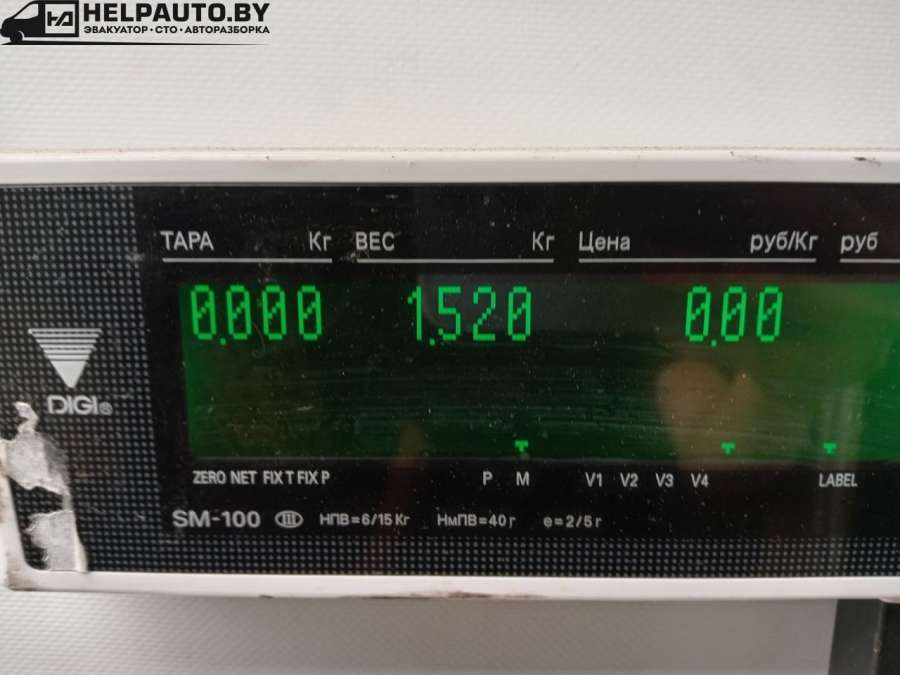 HELPAUTO.BY
ЭВАКУАТОР·СТО·АВТОРАЗБОРКА
ТАРА Кг ВЕС Кг Цена руб/Кг руб
0.000 1.520 0.00
DIGI®
ZERO NET FIX T FIX P P M V1 V2 V3 V4 LABEL
SM-100 III НПВ=6/15 Кг НмПВ=40 г e=2/5 г